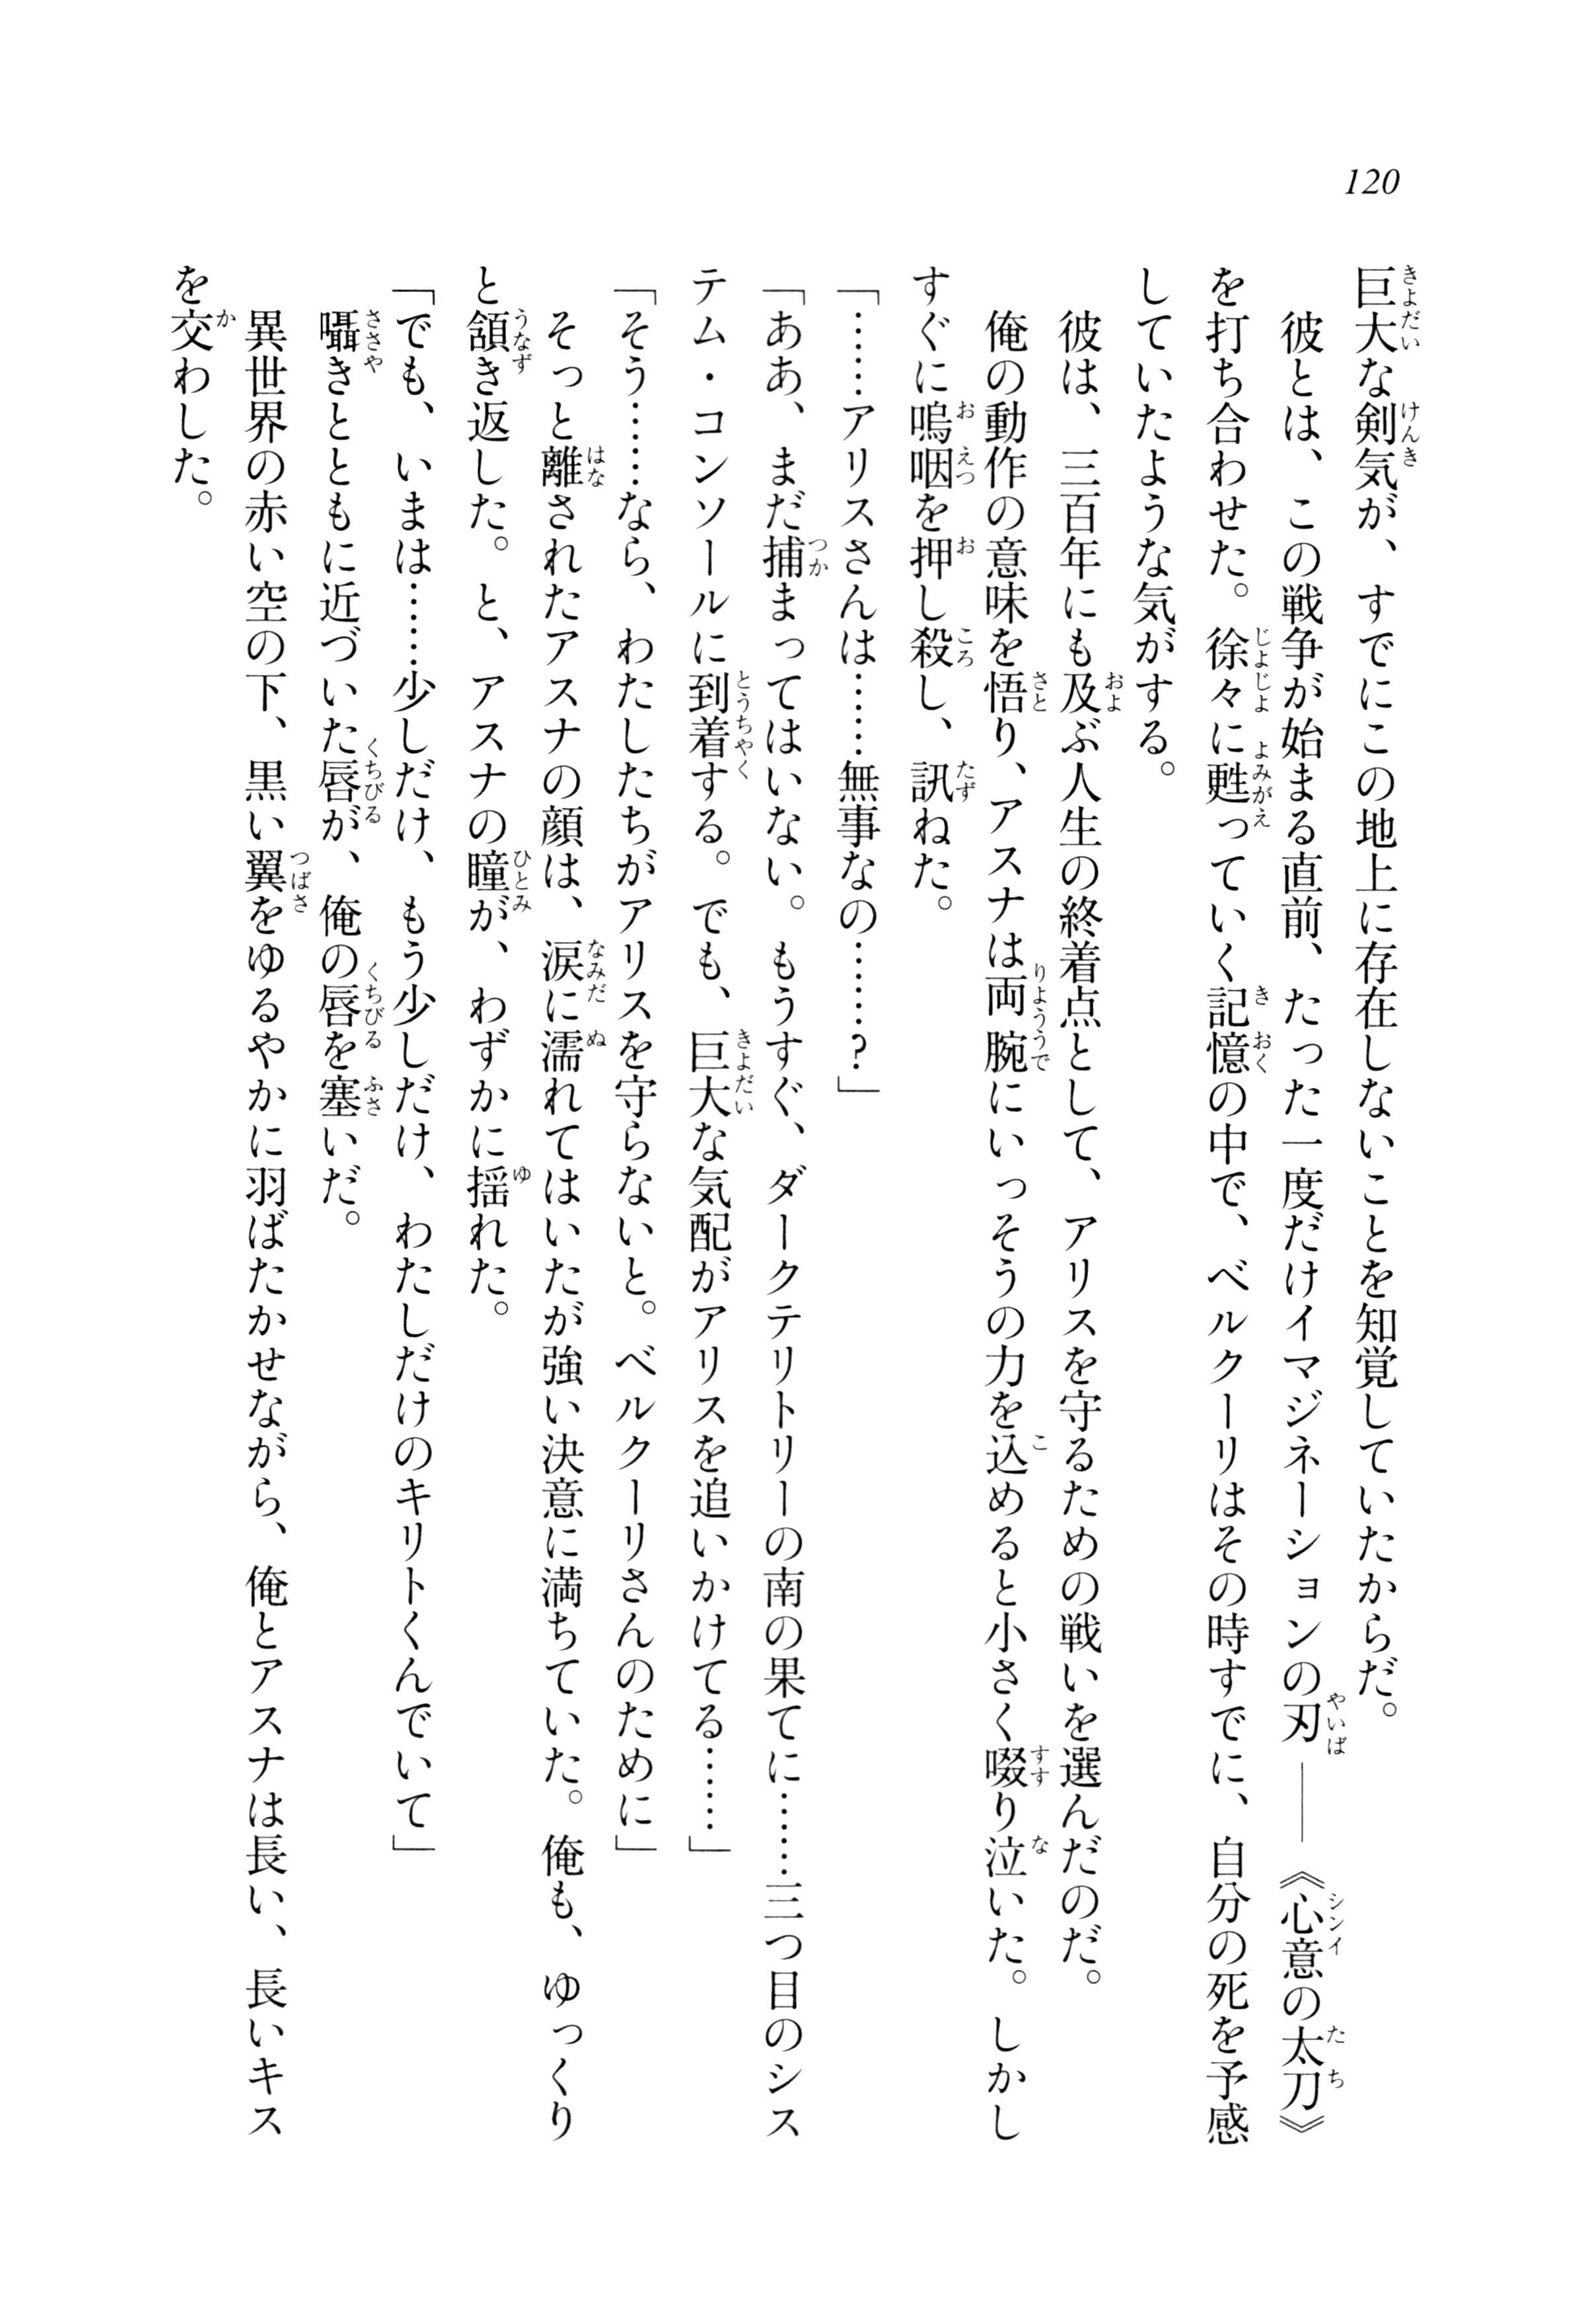 120
巨大な剣気が、すでにこの地上に存在しないことを知覚していたからだ。
　彼とは、この戦争が始まる直前、たった一度だけイマジネーションの刃――《心意の太刀》
を打ち合わせた。徐々に甦っていく記憶の中で、ベルクーリはその時すでに、自分の死を予感
していたような気がする。
　彼は、三百年にも及ぶ人生の終着点として、アリスを守るための戦いを選んだのだ。
　俺の動作の意味を悟り、アスナは両腕にいっそうの力を込めると小さく啜り泣いた。しかし
すぐに嗚咽を押し殺し、訊ねた。
「……アリスさんは……無事なの……？」
「ああ、まだ捕まってはいない。もうすぐ、ダークテリトリーの南の果てに……三つ目のシス
テム・コンソールに到着する。でも、巨大な気配がアリスを追いかけてる……」
「そう……なら、わたしたちがアリスを守らないと。ベルクーリさんのために」
　そっと離されたアスナの顔は、涙に濡れてはいたが強い決意に満ちていた。俺も、ゆっくり
と頷き返した。と、アスナの瞳が、わずかに揺れた。
「でも、いまは……少しだけ、もう少しだけ、わたしだけのキリトくんでいて」
　囁きとともに近づいた唇が、俺の唇を塞いだ。
　異世界の赤い空の下、黒い翼をゆるやかに羽ばたかせながら、俺とアスナは長い、長いキス
を交わした。